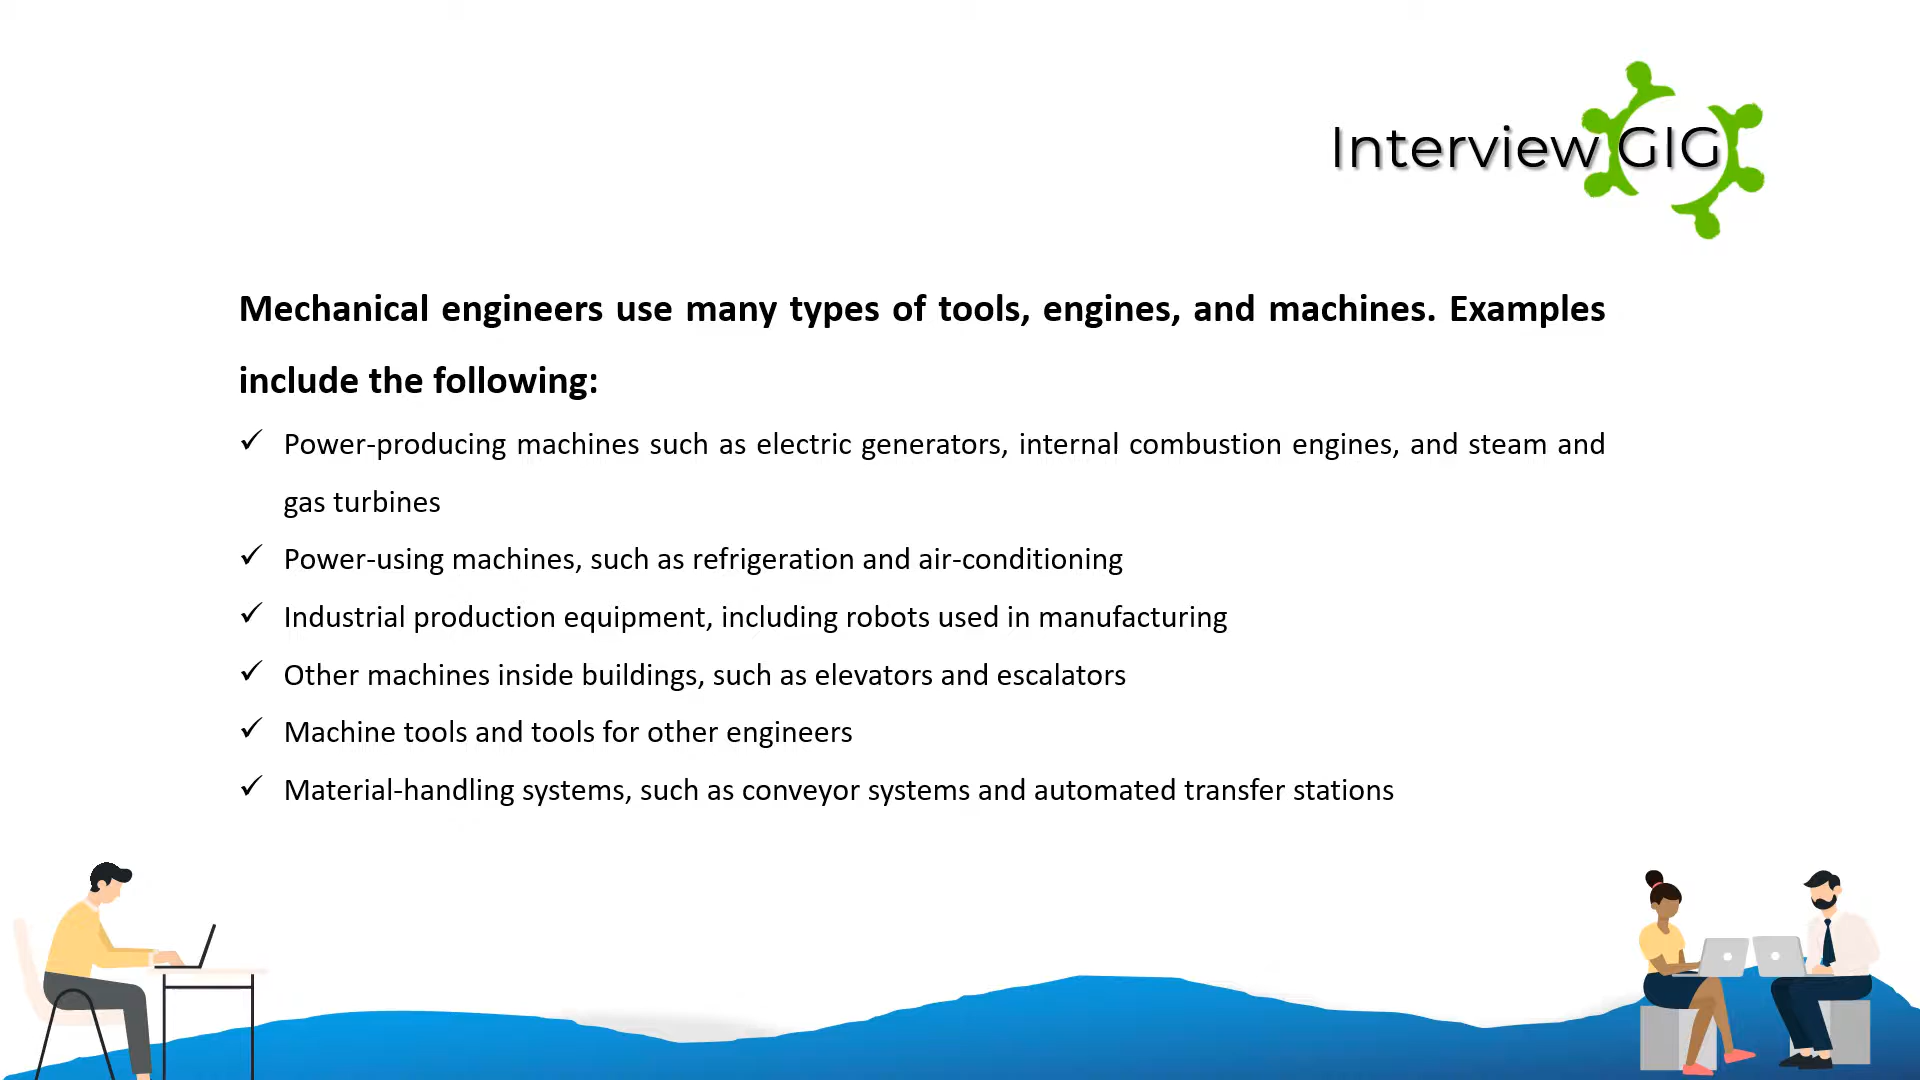 Interview GIG
Mechanical engineers use many types of tools, engines, and machines. Examples
include the following:
✓ Power-producing machines such as electric generators, internal combustion engines, and steam and
gas turbines
✓ Power-using machines, such as refrigeration and air-conditioning
✓ Industrial production equipment, including robots used in manufacturing
✓ Other machines inside buildings, such as elevators and escalators
✓ Machine tools and tools for other engineers
✓ Material-handling systems, such as conveyor systems and automated transfer stations